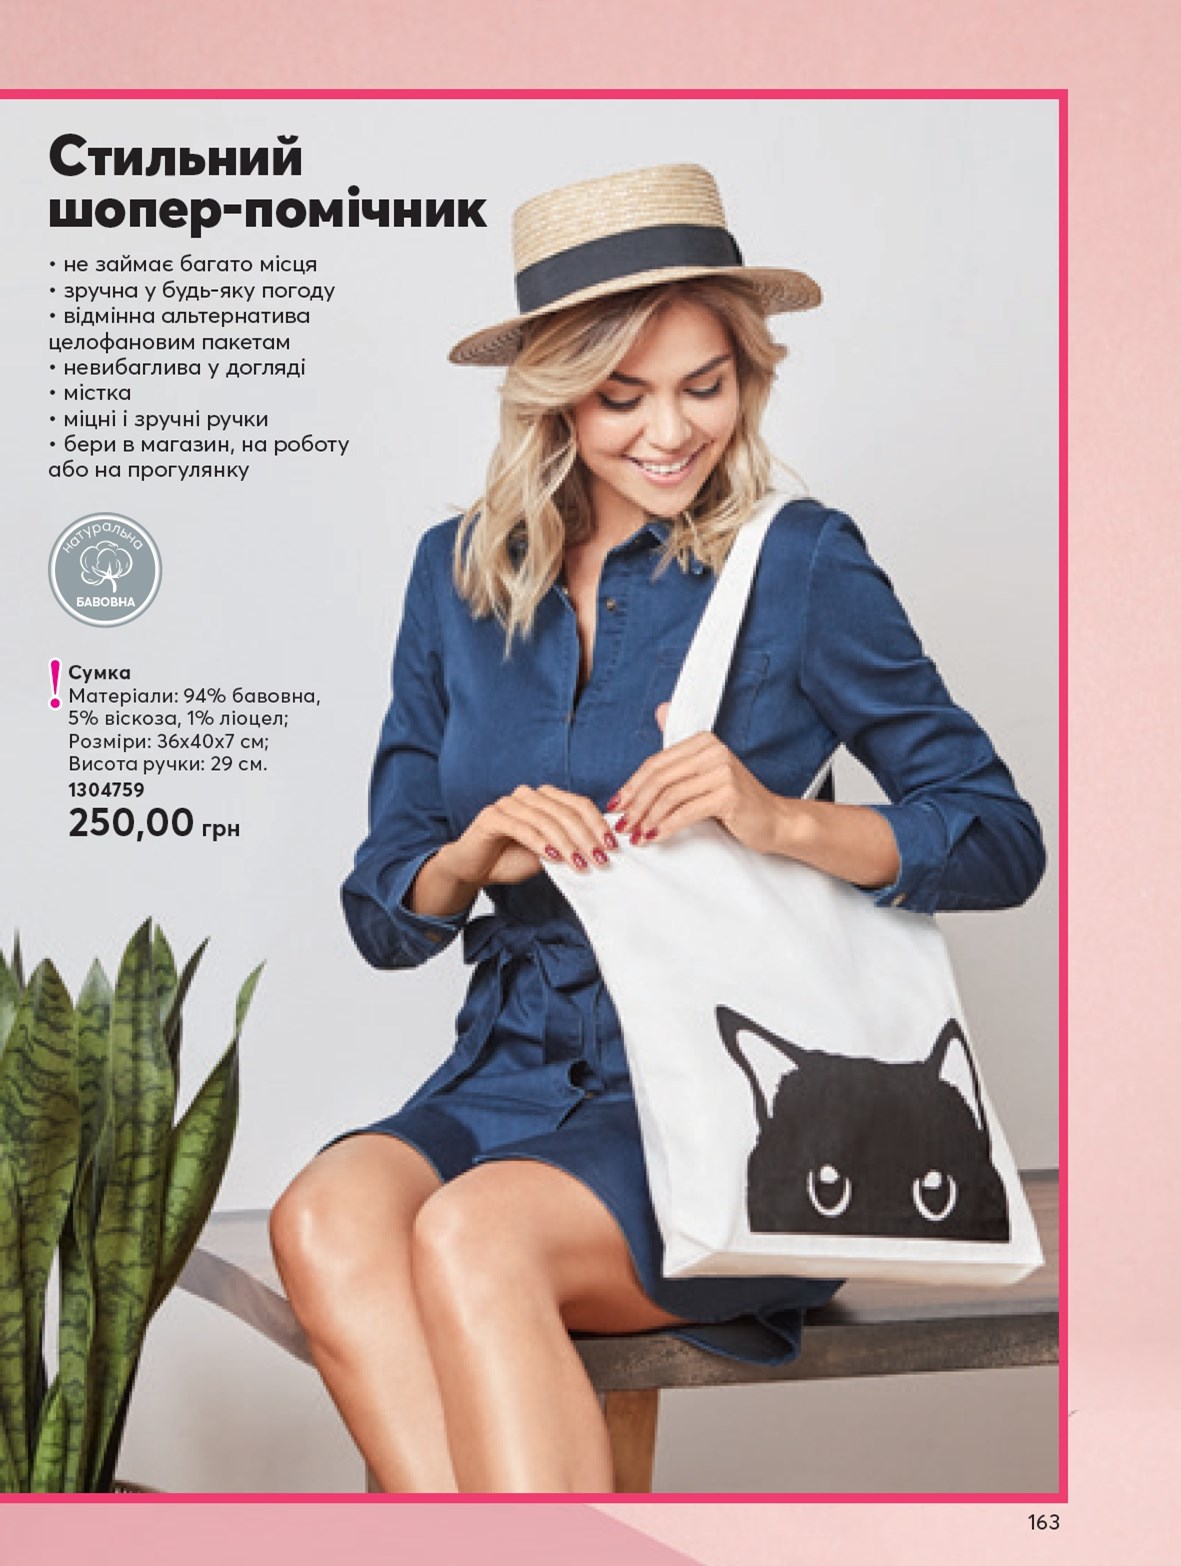 Стильний
шопер-помічник
• не займає багато місця
• зручна у будь-яку погоду
• відмінна альтернатива
целофановим пакетам
• невибаглива у догляді
• містка
• міцні і зручні ручки
• бери в магазин, на роботу
або на прогулянку
натуральна
БАВОВНА
! Сумка
Матеріали: 94% бавовна,
5% віскоза, 1% ліоцел;
Розміри: 36х40х7 см;
Висота ручки: 29 см.
1304759
250,00 грн
163